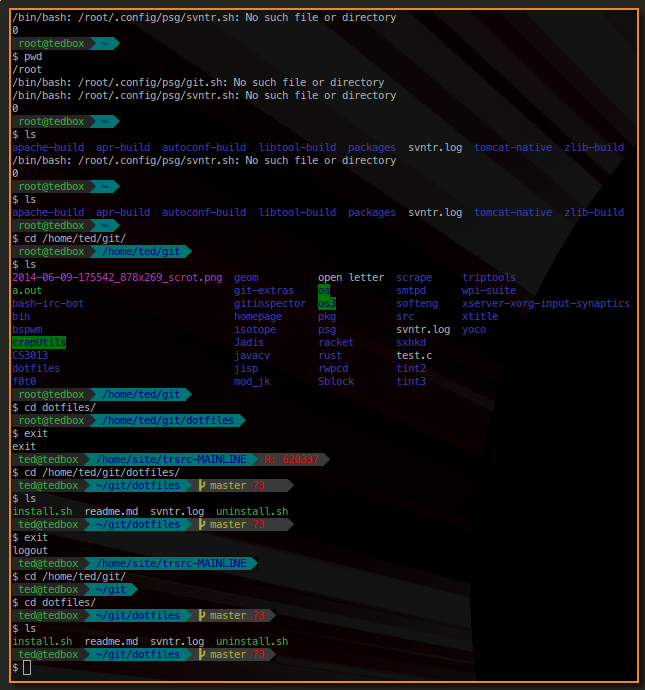 /bin/bash: /root/.config/psg/svntr.sh: No such file or directory
0
root@tedbox ~
$ pwd
/root
/bin/bash: /root/.config/psg/git.sh: No such file or directory
/bin/bash: /root/.config/psg/svntr.sh: No such file or directory
0
root@tedbox ~
$ ls
apache-build apr-build autoconf-build libtool-build packages svntr.log tomcat-native zlib-build
/bin/bash: /root/.config/psg/svntr.sh: No such file or directory
0
root@tedbox ~
$ ls
apache-build apr-build autoconf-build libtool-build packages svntr.log tomcat-native zlib-build
root@tedbox ~
$ cd /home/ted/git/
root@tedbox /home/ted/git
$ ls
2014-06-09-175542_878x269_scrot.png geom open letter scrape triptools
a.out git-extras os smtpd wpi-suite
bash-irc-bot gitinspector os3 softeng xserver-xorg-input-synaptics
bin homepage pkg src xtitle
bspwm isotope psg svntr.log yoco
crapUtils Jadis racket sxhkd
CS3013 javacv rust test.c
dotfiles jisp rwpcd tint2
f0t0 mod_jk Sblock tint3
root@tedbox /home/ted/git
$ cd dotfiles/
root@tedbox /home/ted/git/dotfiles
$ exit
exit
ted@tedbox /home/site/trsrc-MAINLINE R: 620337
$ cd /home/ted/git/dotfiles/
ted@tedbox ~/git/dotfiles master ?3
$ ls
install.sh readme.md svntr.log uninstall.sh
ted@tedbox ~/git/dotfiles master ?3
$ exit
logout
ted@tedbox /home/site/trsrc-MAINLINE
$ cd /home/ted/git/
ted@tedbox ~/git
$ cd dotfiles/
ted@tedbox ~/git/dotfiles master ?3
$ ls
install.sh readme.md svntr.log uninstall.sh
ted@tedbox ~/git/dotfiles master ?3
$